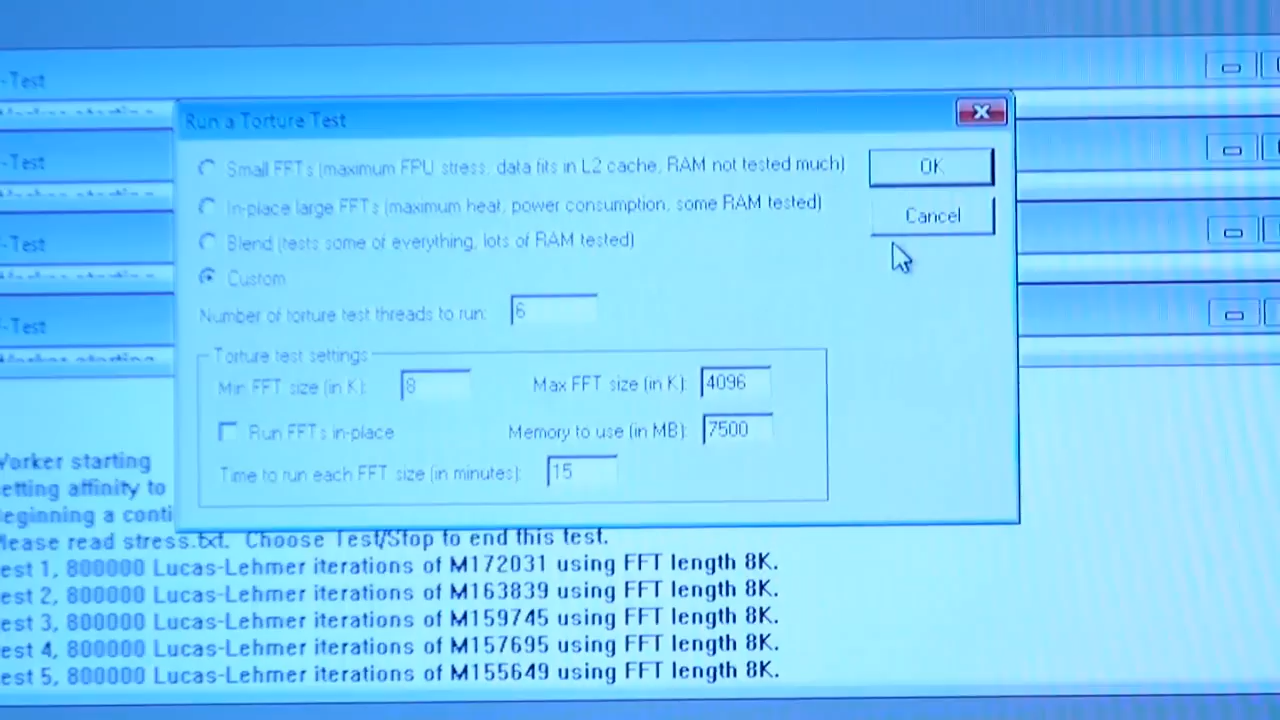 -Test
-Test
-Test
-Test
Run a Torture Test
Small FFTs (maximum FPU stress, data fits in L2 cache, RAM not tested much)
In-place large FFTs (maximum heat, power consumption, some RAM tested)
Blend (tests some of everything, lots of RAM tested)
Custom
OK
Cancel
Number of torture test threads to run: 6
Torture test settings
Min FFT size (in K): 8 Max FFT size (in K): 4096
Run FFTs in-place Memory to use (in MB): 7500
Time to run each FFT size (in minutes): 15
Worker starting
etting affinity to
eginning a conti
lease read stress.txt. Choose Test/Stop to end this test.
est 1, 800000 Lucas-Lehmer iterations of M172031 using FFT length 8K.
est 2, 800000 Lucas-Lehmer iterations of M163839 using FFT length 8K.
est 3, 800000 Lucas-Lehmer iterations of M159745 using FFT length 8K.
est 4, 800000 Lucas-Lehmer iterations of M157695 using FFT length 8K.
est 5, 800000 Lucas-Lehmer iterations of M155649 using FFT length 8K.